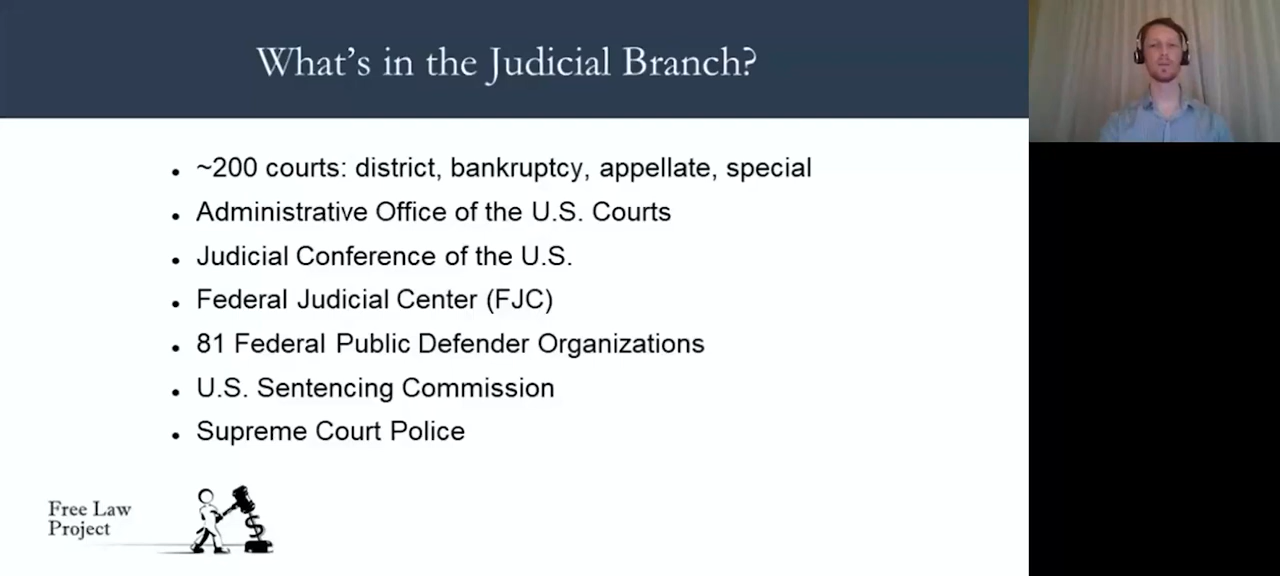 What's in the Judicial Branch?
• ~200 courts: district, bankruptcy, appellate, special
• Administrative Office of the U.S. Courts
• Judicial Conference of the U.S.
• Federal Judicial Center (FJC)
• 81 Federal Public Defender Organizations
• U.S. Sentencing Commission
• Supreme Court Police
Free Law
Project
$